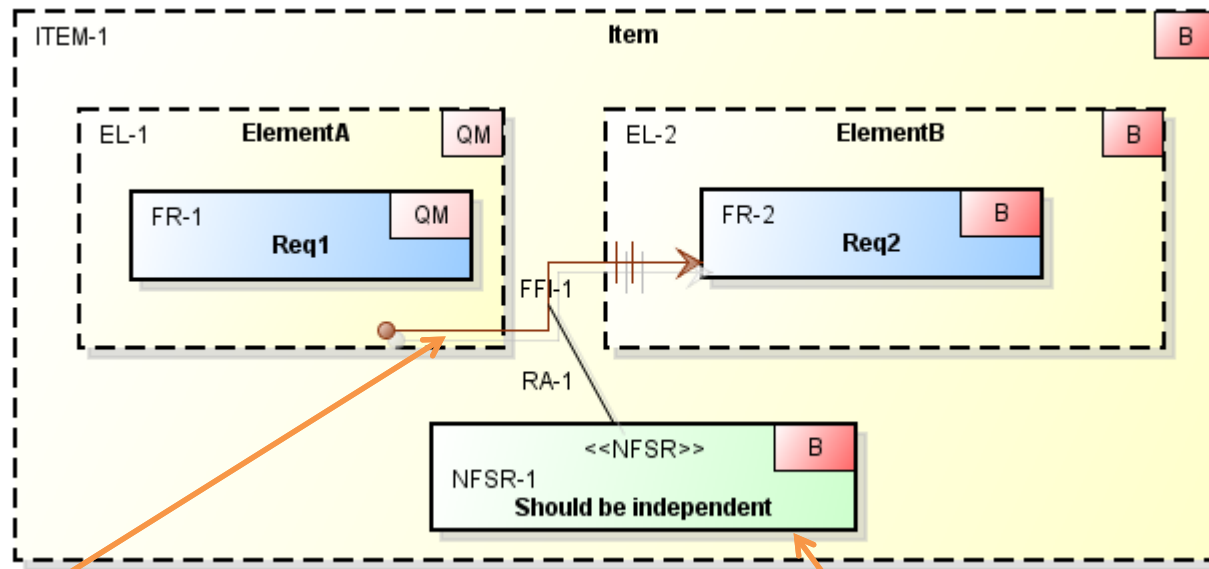 ITEM-1
Item
B
EL-1
ElementA
QM
FR-1
QM
Req1
EL-2
ElementB
B
FR-2
B
Req2
FFI-1
RA-1
<<NFSR>>
B
NFSR-1
Should be independent